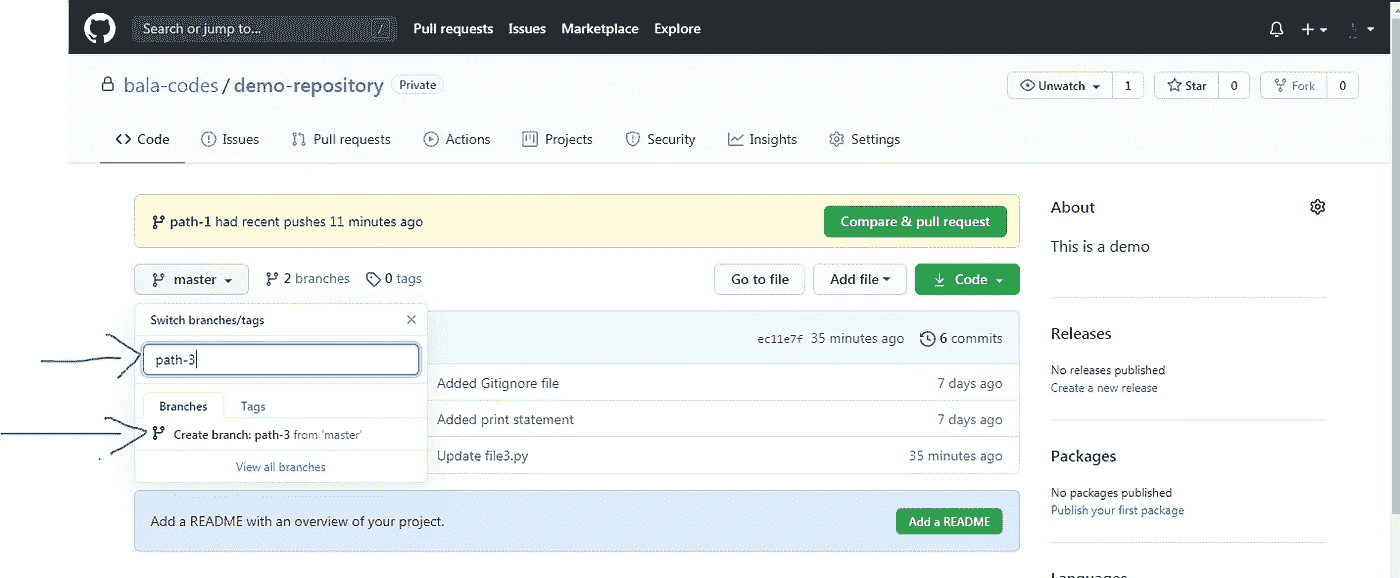 Search or jump to... /
Pull requests Issues Marketplace Explore
bala-codes / demo-repository Private
Unwatch 1 Star 0 Fork 0
Code Issues Pull requests Actions Projects Security Insights Settings
path-1 had recent pushes 11 minutes ago
Compare & pull request
master 2 branches 0 tags
Go to file Add file Code
Switch branches/tags
path-3
Branches Tags
Create branch: path-3 from 'master'
View all branches
ec11e7f 35 minutes ago 6 commits
Added Gitignore file 7 days ago
Added print statement 7 days ago
Update file3.py 35 minutes ago
Add a README with an overview of your project.
Add a README
About
This is a demo
Releases
No releases published
Create a new release
Packages
No packages published
Publish your first package
Languages